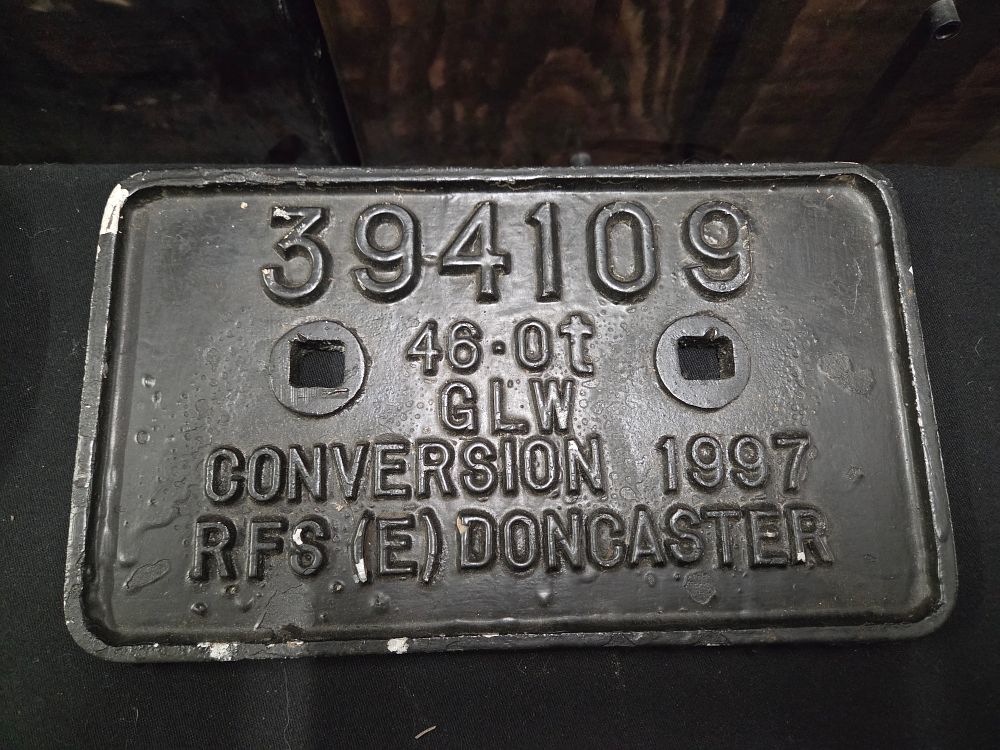 394109
46·0t
GLW
CONVERSION 1997
RFS (E) DONCASTER